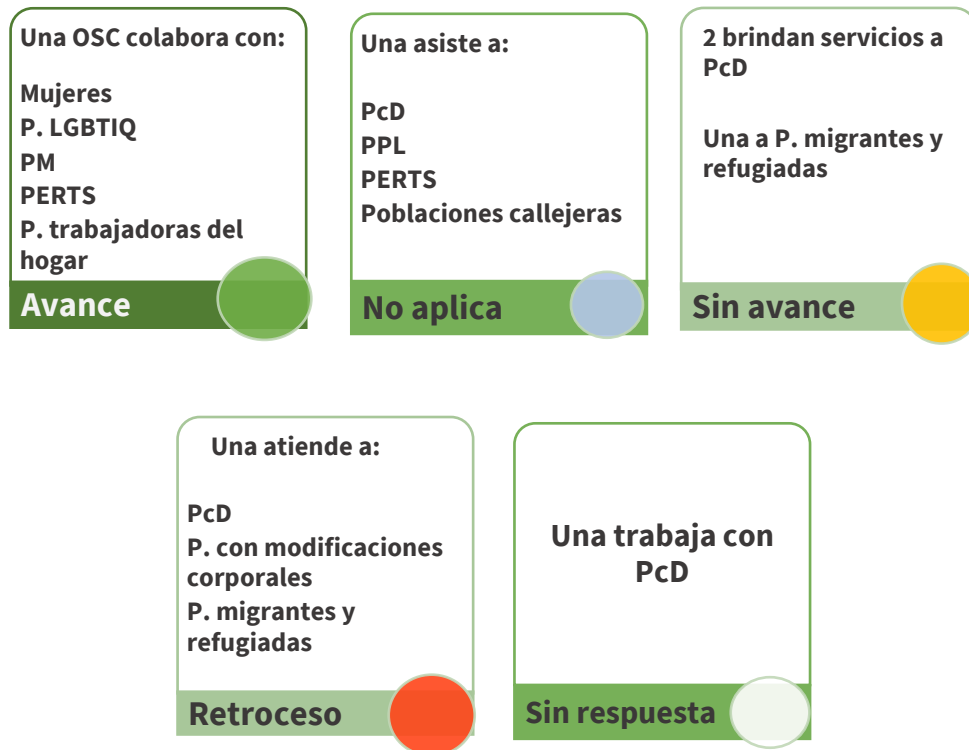 Una OSC colabora con:
Mujeres
P. LGBTIQ
PM
PERTS
P. trabajadoras del
hogar
Avance
Una asiste a:
PcD
PPL
PERTS
Poblaciones callejeras
No aplica
2 brindan servicios a
PcD
Una a P. migrantes y
refugiadas
Sin avance
Una atiende a:
PcD
P. con modificaciones
corporales
P. migrantes y
refugiadas
Retroceso
Una trabaja con
PcD
Sin respuesta